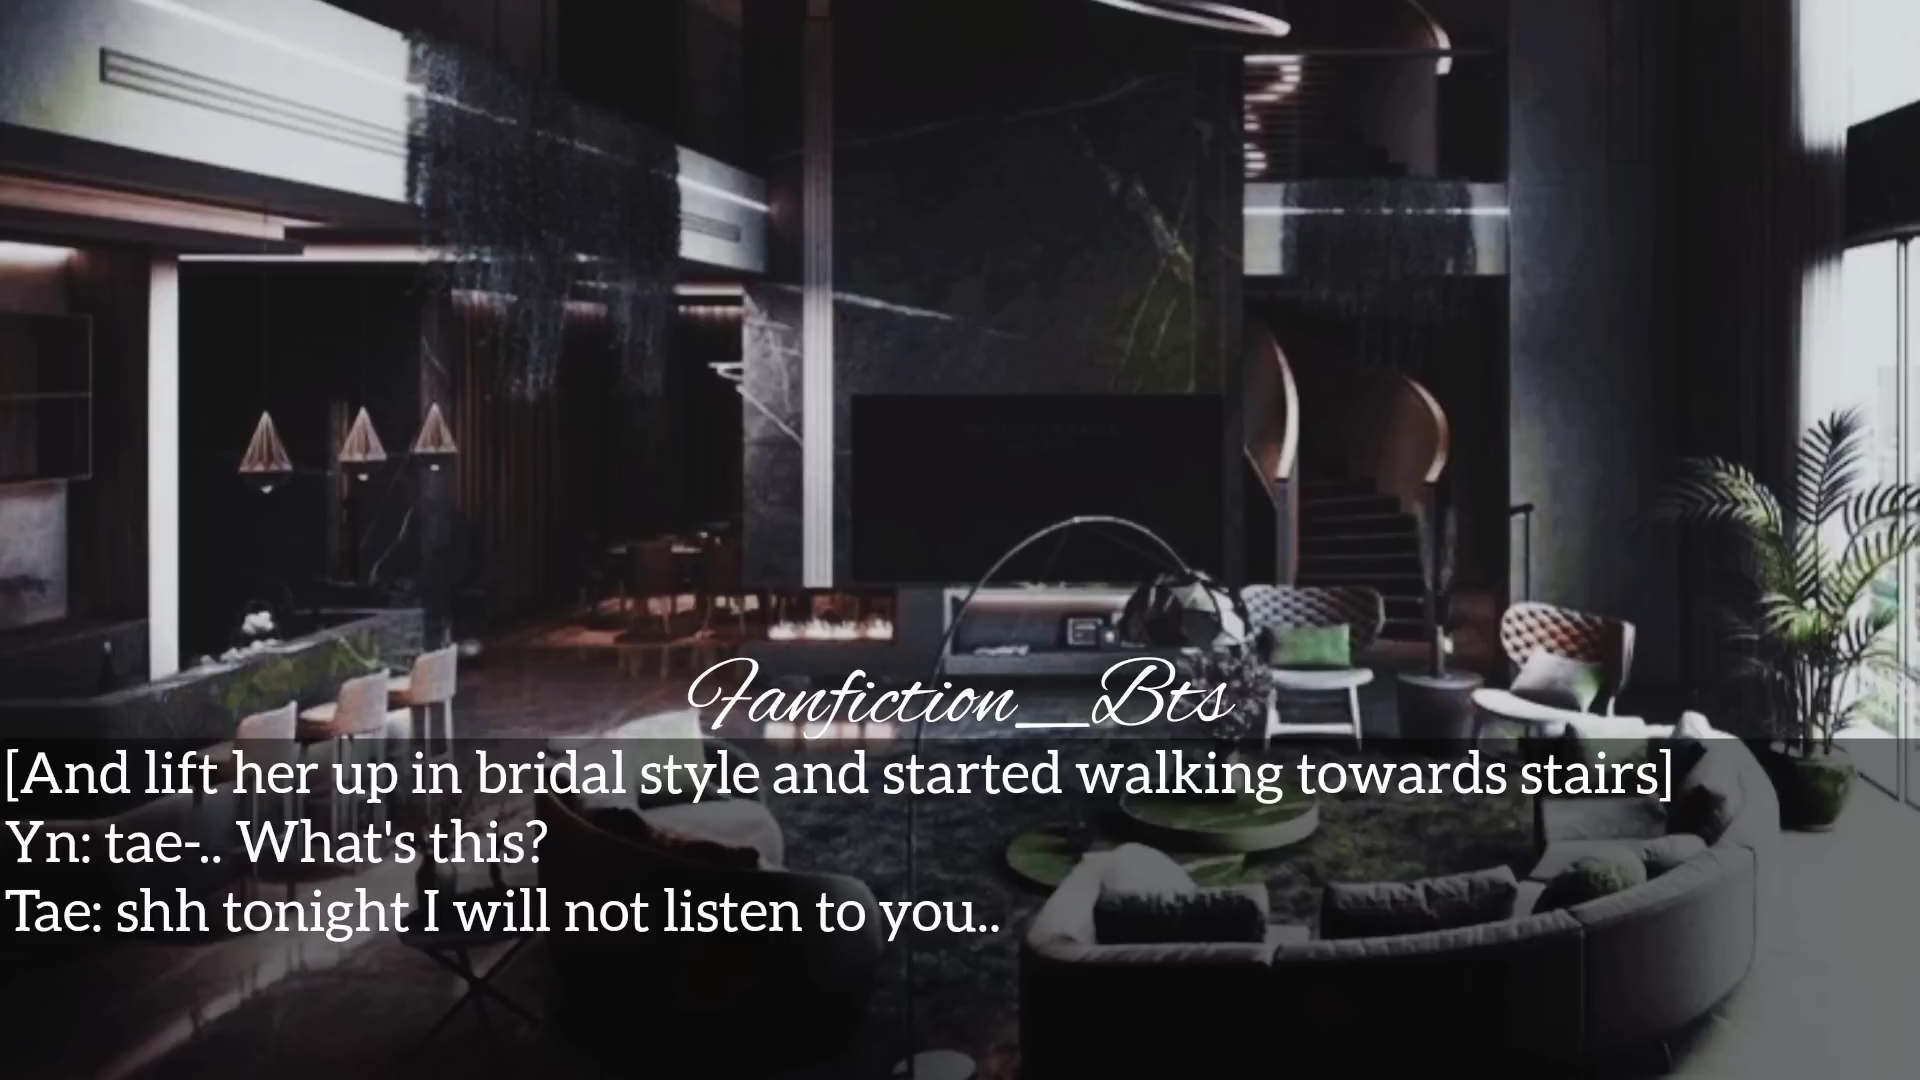 Fanfiction__Bts
[And lift her up in bridal style and started walking towards stairs]
Yn: tae-.. What's this?
Tae: shh tonight I will not listen to you..